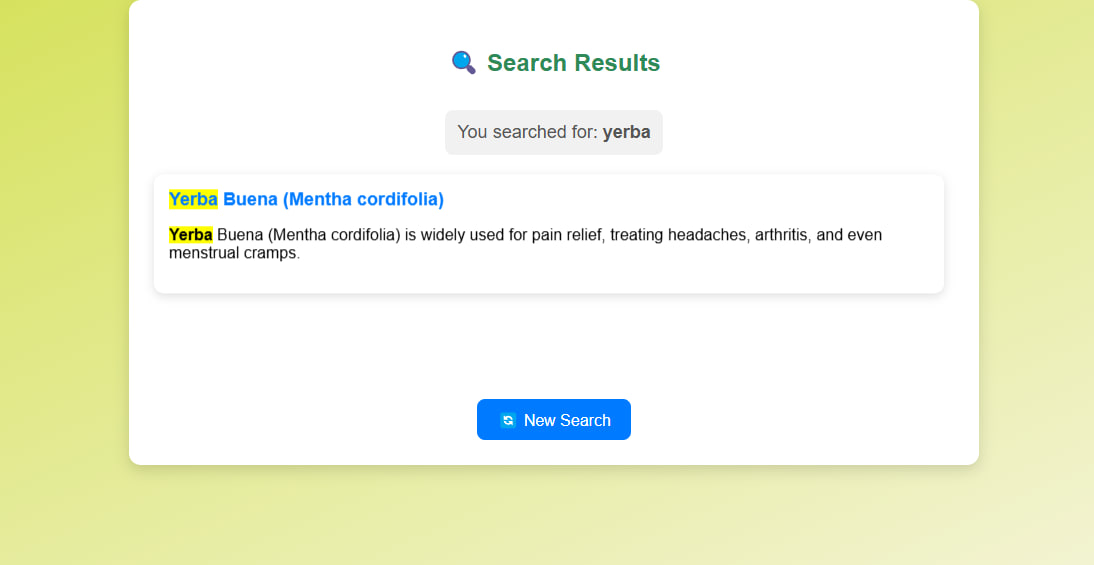 Search Results
You searched for: yerba
Yerba Buena (Mentha cordifolia)
Yerba Buena (Mentha cordifolia) is widely used for pain relief, treating headaches, arthritis, and even
menstrual cramps.
New Search